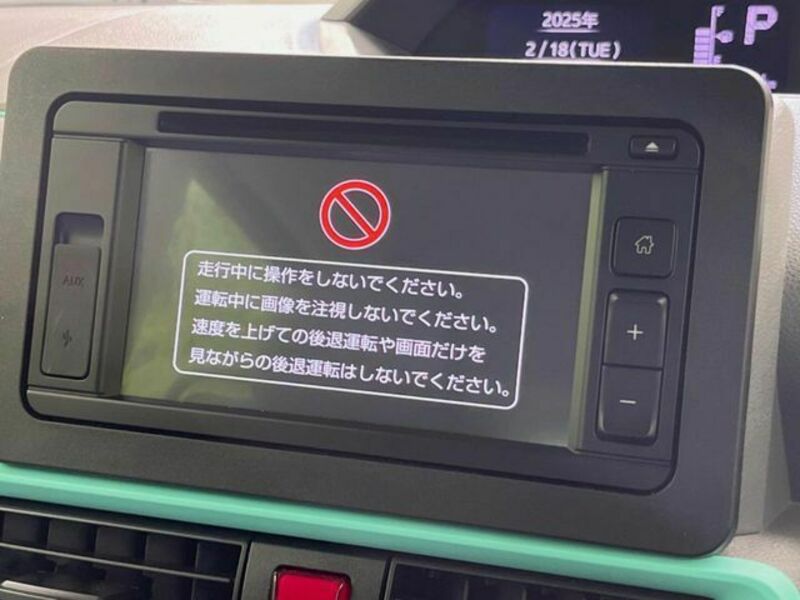 2025年
2/18(TUE)
P
走行中に操作をしないでください。
運転中に画像を注視しないでください。
速度を上げての後退運転や画面だけを
見ながらの後退運転はしないでください。
AUX
+
−